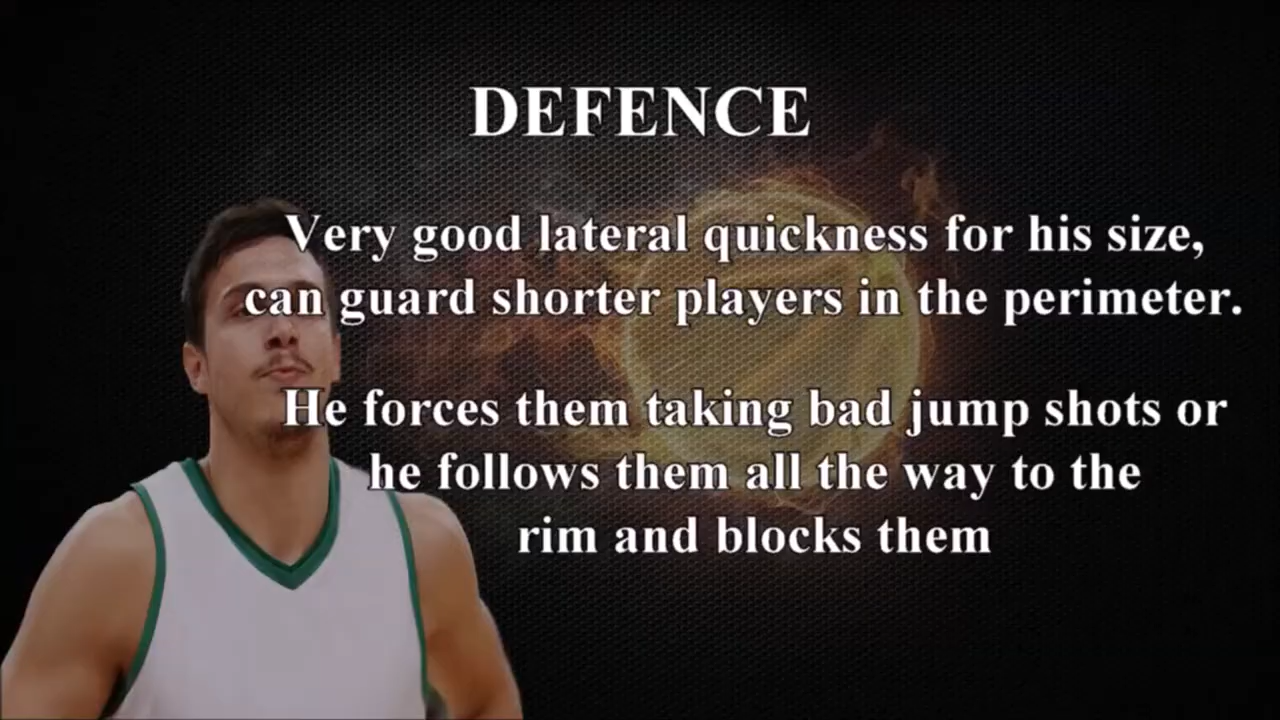 DEFENCE
Very good lateral quickness for his size,
can guard shorter players in the perimeter.
He forces them taking bad jump shots or
he follows them all the way to the
rim and blocks them